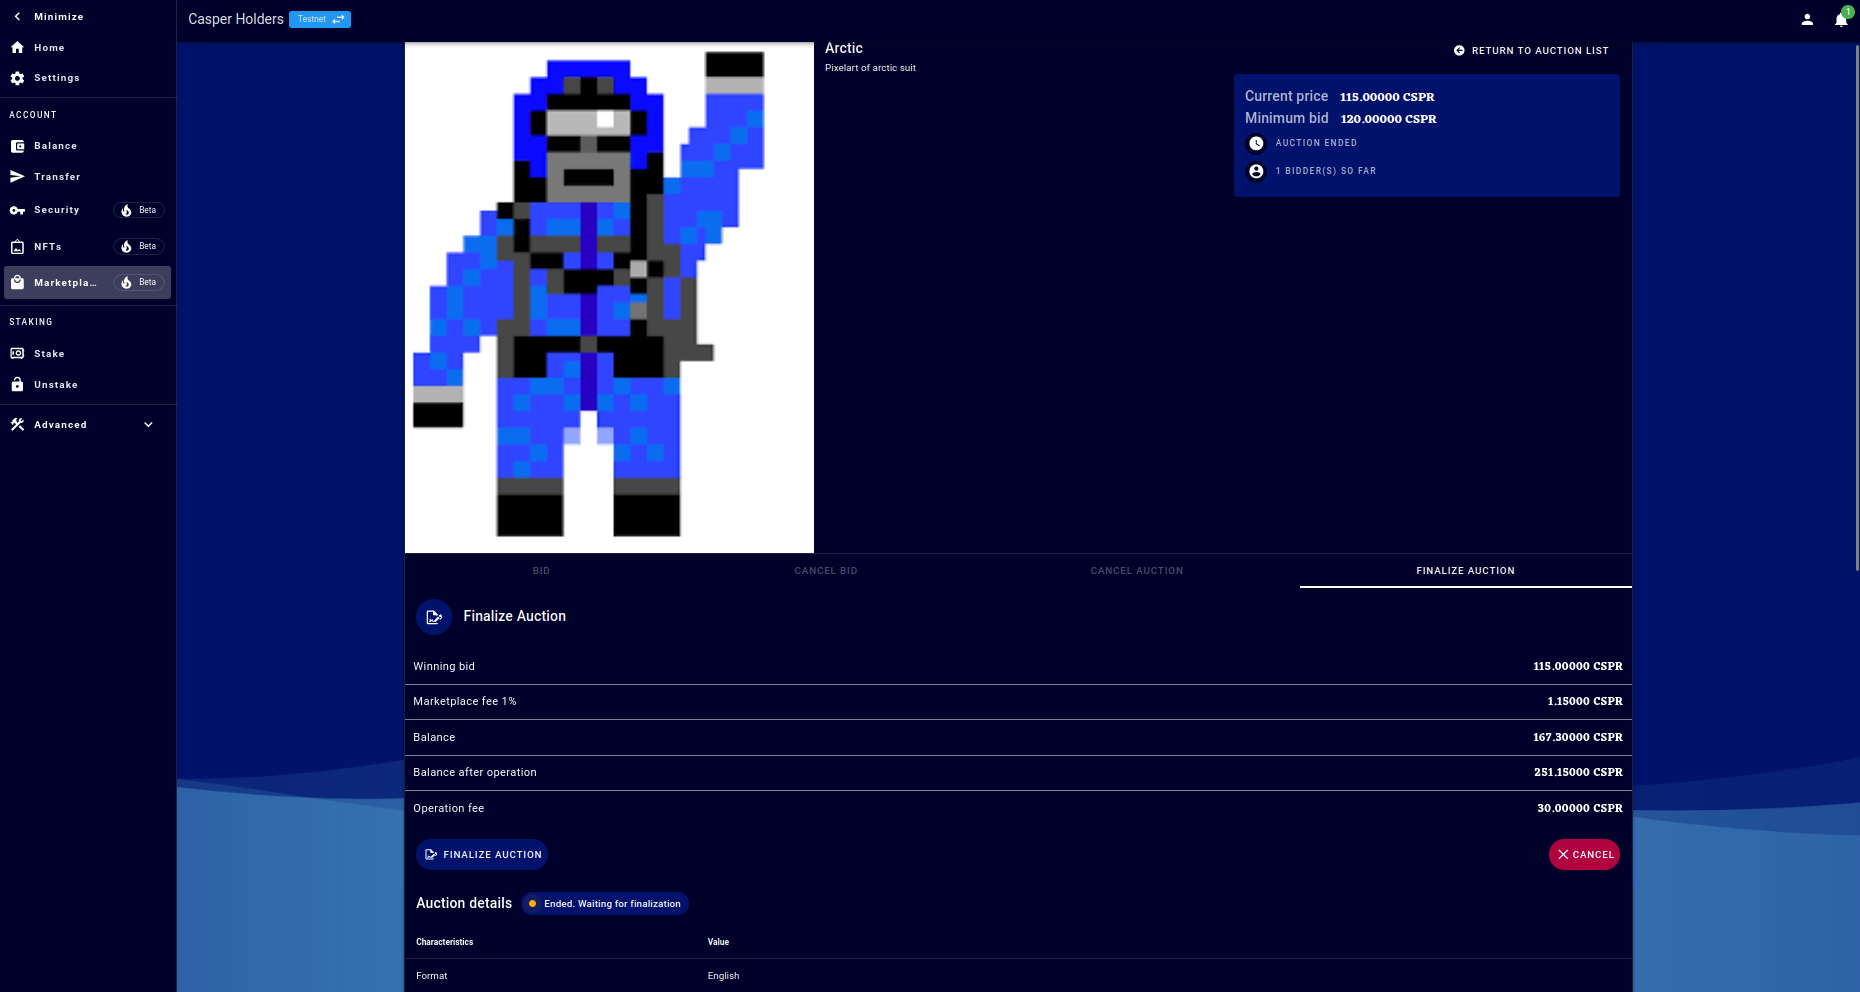 Minimize
Home
Settings
ACCOUNT
Balance
Transfer
Security Beta
NFTs Beta
Marketpla... Beta
STAKING
Stake
Unstake
Advanced
Casper Holders Testnet
1
Arctic
Pixelart of arctic suit
RETURN TO AUCTION LIST
Current price 115.00000 CSPR
Minimum bid 120.00000 CSPR
AUCTION ENDED
1 BIDDER(S) SO FAR
BID CANCEL BID CANCEL AUCTION FINALIZE AUCTION
Finalize Auction
Winning bid 115.00000 CSPR
Marketplace fee 1% 1.15000 CSPR
Balance 167.30000 CSPR
Balance after operation 251.15000 CSPR
Operation fee 30.00000 CSPR
FINALIZE AUCTION CANCEL
Auction details Ended. Waiting for finalization
Characteristics Value
Format English